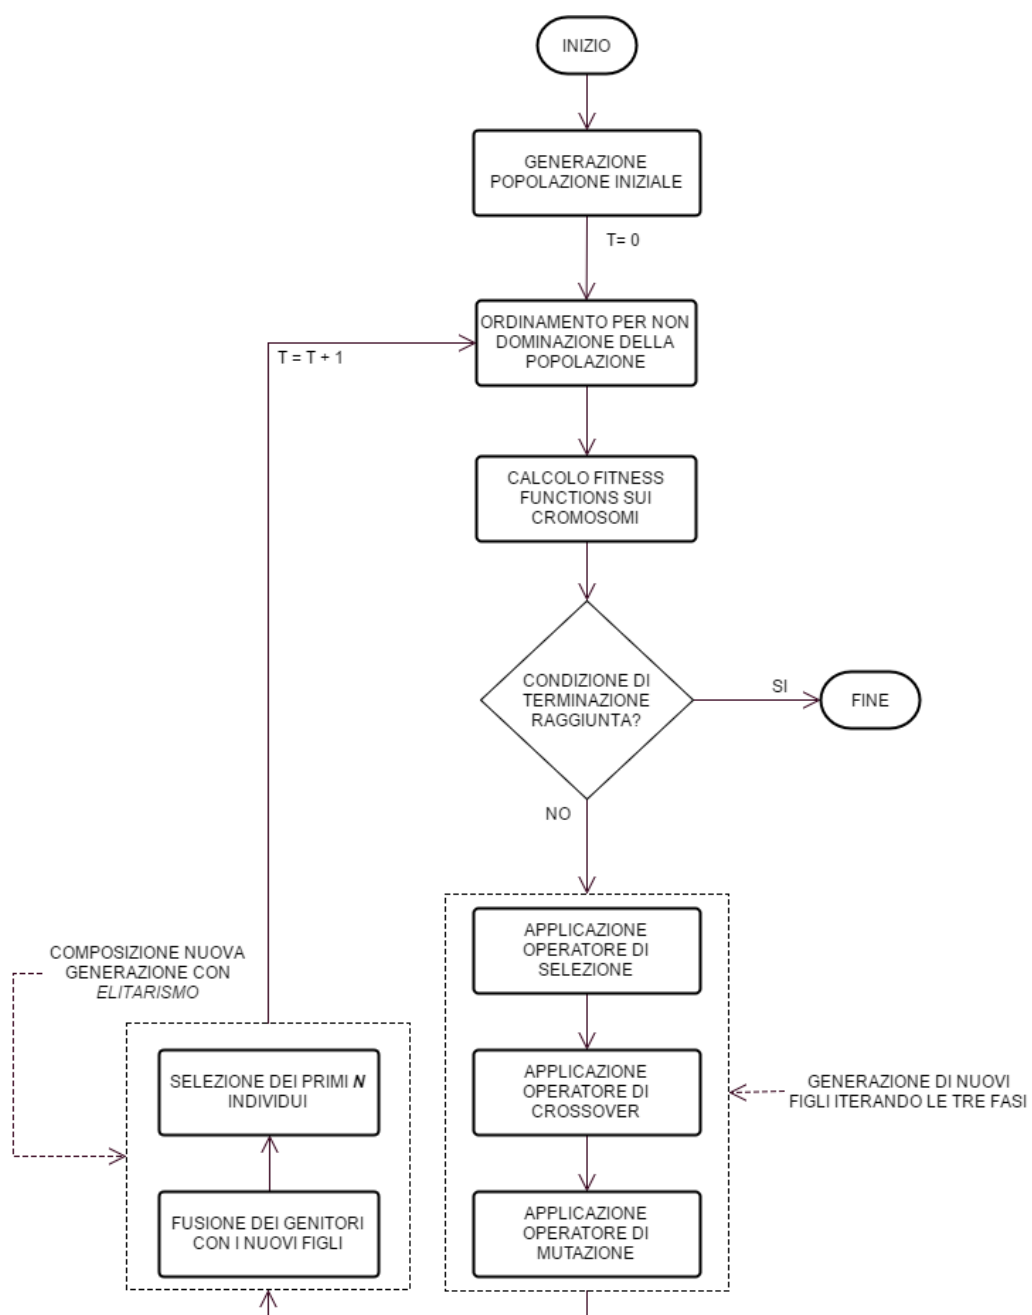 INIZIO
GENERAZIONE
POPOLAZIONE INIZIALE
T= 0
ORDINAMENTO PER NON
DOMINAZIONE DELLA
POPOLAZIONE
T = T + 1
CALCOLO FITNESS
FUNCTIONS SUI
CROMOSOMI
CONDIZIONE DI
TERMINAZIONE
RAGGIUNTA?
SI
FINE
NO
APPLICAZIONE
OPERATORE DI
SELEZIONE
APPLICAZIONE
OPERATORE DI
CROSSOVER
GENERAZIONE DI NUOVI
FIGLI ITERANDO LE TRE FASI
APPLICAZIONE
OPERATORE DI
MUTAZIONE
COMPOSIZIONE NUOVA
GENERAZIONE CON
ELITARISMO
SELEZIONE DEI PRIMI N
INDIVIDUI
FUSIONE DEI GENITORI
CON I NUOVI FIGLI